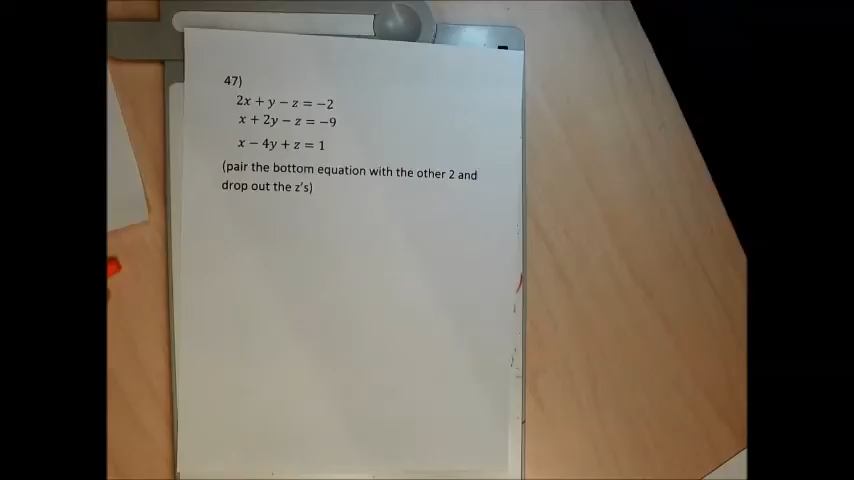 47)
2x + y − z = −2
x + 2y − z = −9
x − 4y + z = 1
(pair the bottom equation with the other 2 and
drop out the z's)